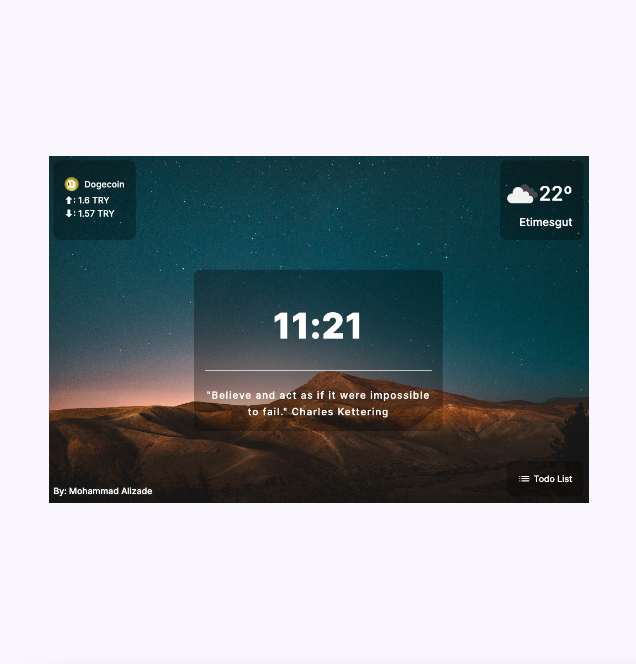 Dogecoin
⬆: 1.6 TRY
⬇: 1.57 TRY
22°
Etimesgut
11:21
"Believe and act as if it were impossible
to fail." Charles Kettering
Todo List
By: Mohammad Alizade